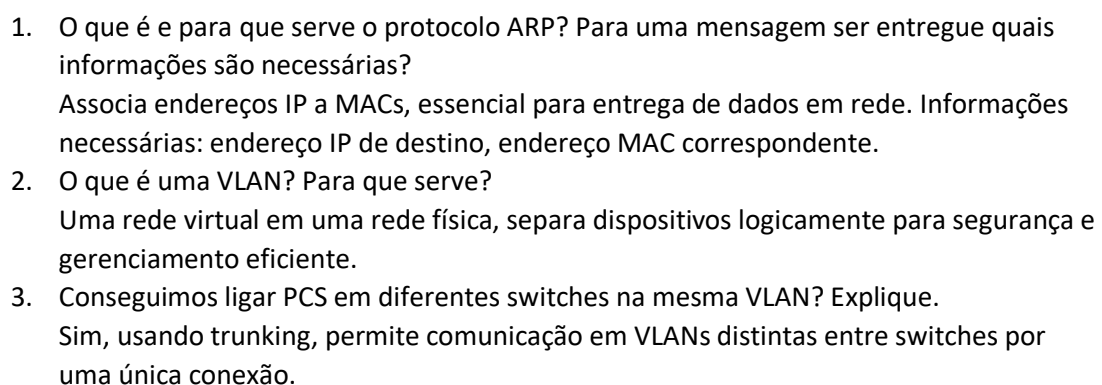 1. O que é e para que serve o protocolo ARP? Para uma mensagem ser entregue quais
informações são necessárias?
Associa endereços IP a MACs, essencial para entrega de dados em rede. Informações
necessárias: endereço IP de destino, endereço MAC correspondente.
2. O que é uma VLAN? Para que serve?
Uma rede virtual em uma rede física, separa dispositivos logicamente para segurança e
gerenciamento eficiente.
3. Conseguimos ligar PCS em diferentes switches na mesma VLAN? Explique.
Sim, usando trunking, permite comunicação em VLANs distintas entre switches por
uma única conexão.